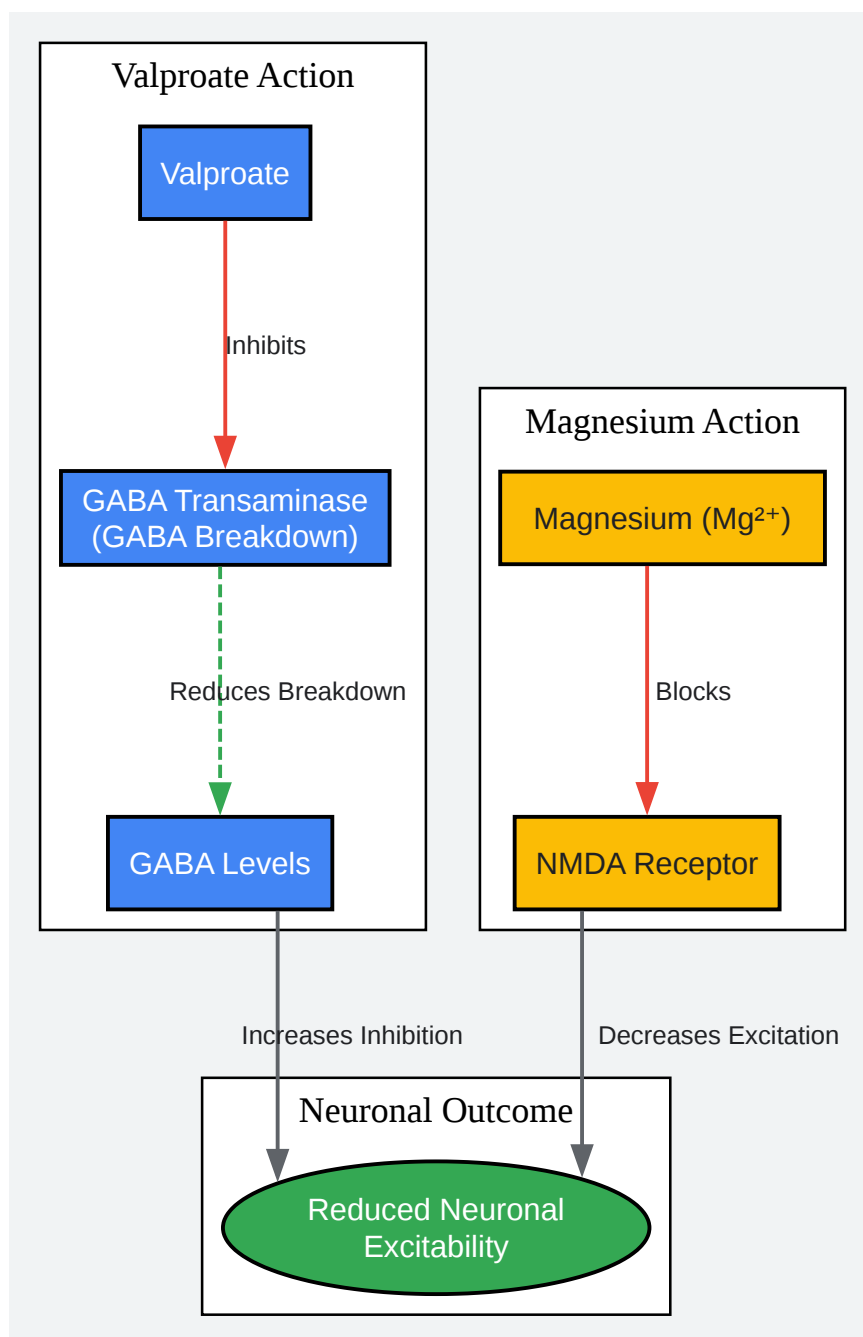 Valproate Action
Valproate
Inhibits
GABA Transaminase
(GABA Breakdown)
Reduces Breakdown
GABA Levels
Increases Inhibition
Magnesium Action
Magnesium (Mg²⁺)
Blocks
NMDA Receptor
Decreases Excitation
Neuronal Outcome
Reduced Neuronal
Excitability